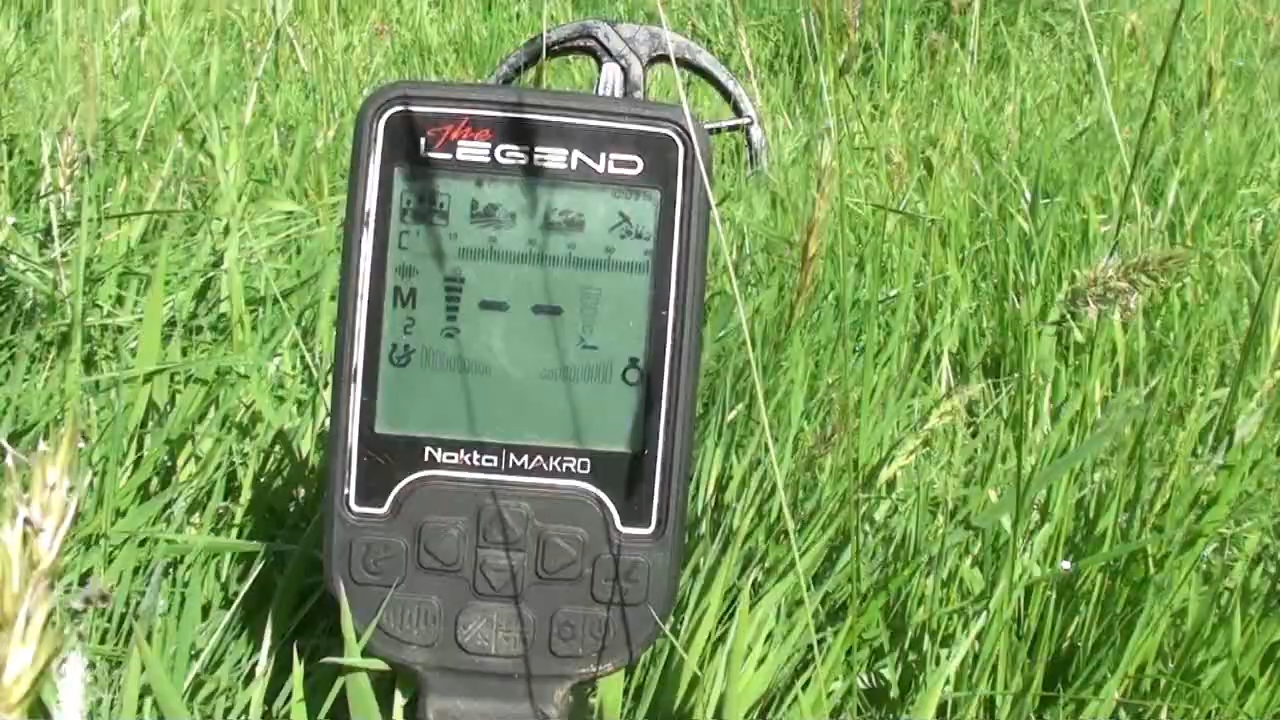 The
LEGEND
C
M
2
- -
Nokta|MAKRO